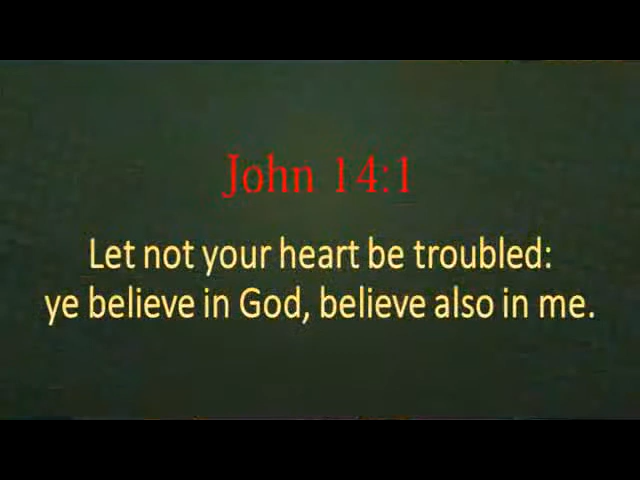 John 14:1
Let not your heart be troubled:
ye believe in God, believe also in me.